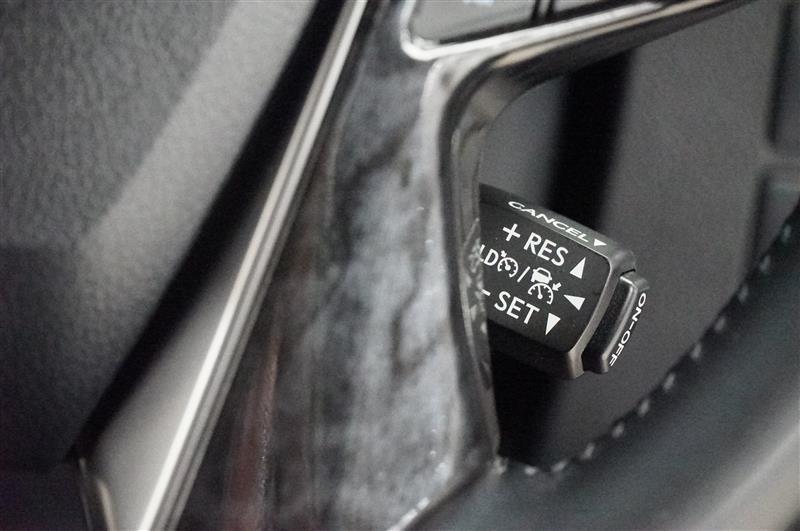 CANCEL▼
+ RES ▲
LD /  ◄
- SET ▼
ON-OFF